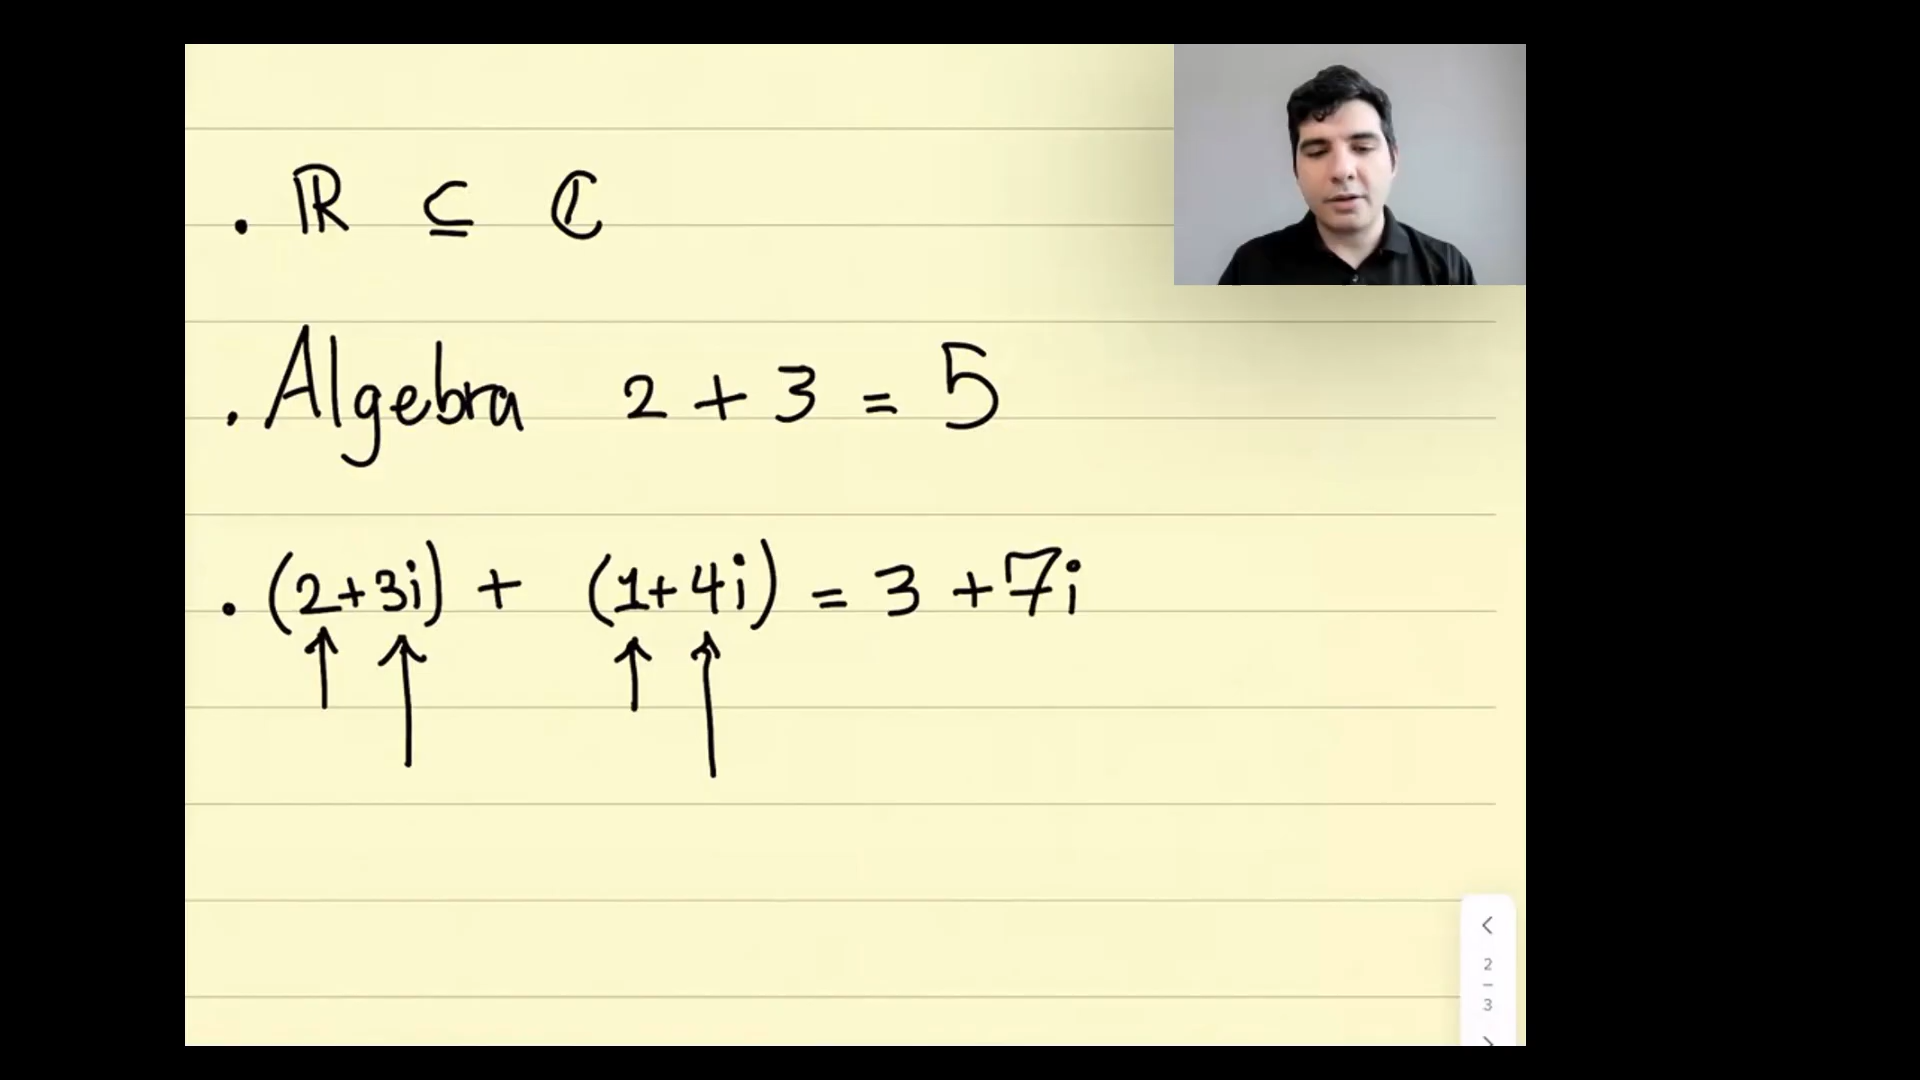 . ℝ ⊆ ℂ
. Algebra 2 + 3 = 5
. (2+3i) + (1+4i) = 3 + 7i
2
3